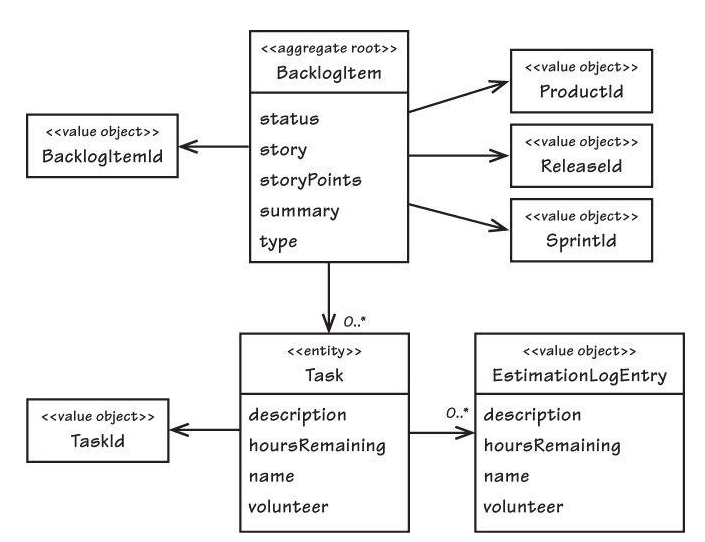 <<aggregate root>>
BacklogItem
status
story
storyPoints
summary
type
<<value object>>
BacklogItemId
<<value object>>
ProductId
<<value object>>
ReleaseId
<<value object>>
SprintId
0..*
<<entity>>
Task
description
hoursRemaining
name
volunteer
<<value object>>
TaskId
0..*
<<value object>>
EstimationLogEntry
description
hoursRemaining
name
volunteer